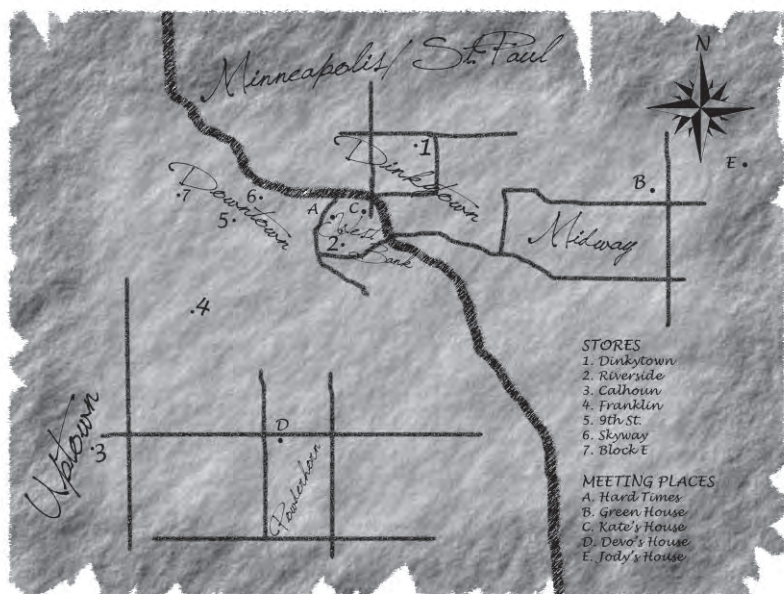 Minneapolis/ St. Paul
N
Dinkytown
1
E
B
Downtown
7
6
5
A
C
West Bank
2
Midway
4
Uptown
3
D
Powderhorn
STORES
1. Dinkytown
2. Riverside
3. Calhoun
4. Franklin
5. 9th St.
6. Skyway
7. Block E
MEETING PLACES
A. Hard Times
B. Green House
C. Kate's House
D. Devo's House
E. Jody's House